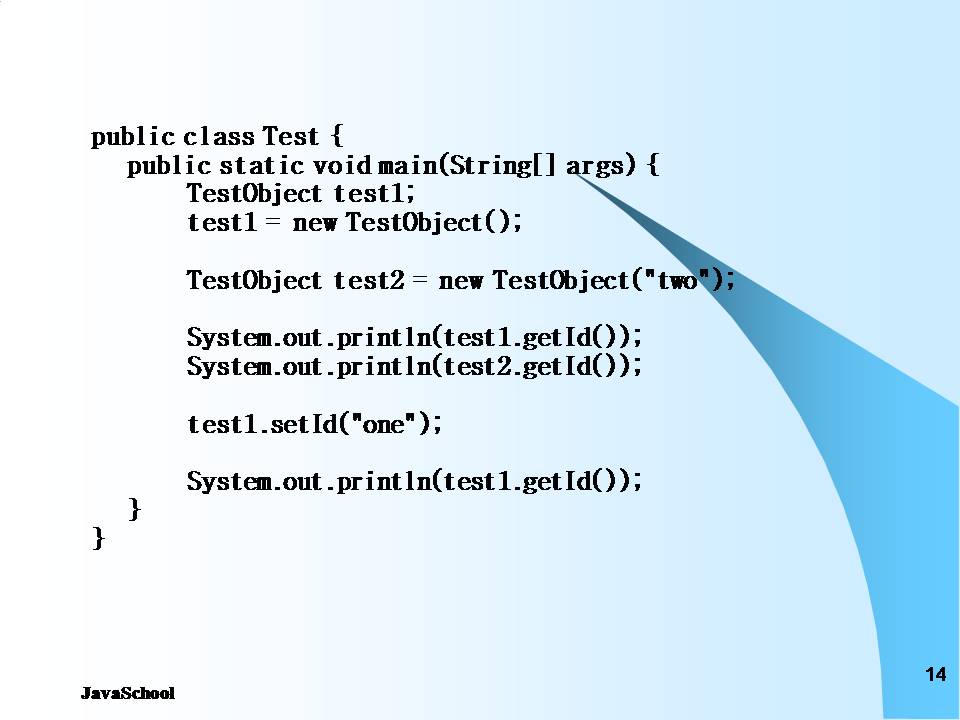 public class Test {
public static void main(String[] args) {
TestObject test1;
test1 = new TestObject();
TestObject test2 = new TestObject("two");
System.out.println(test1.getId());
System.out.println(test2.getId());
test1.setId("one");
System.out.println(test1.getId());
}
}
JavaSchool
14